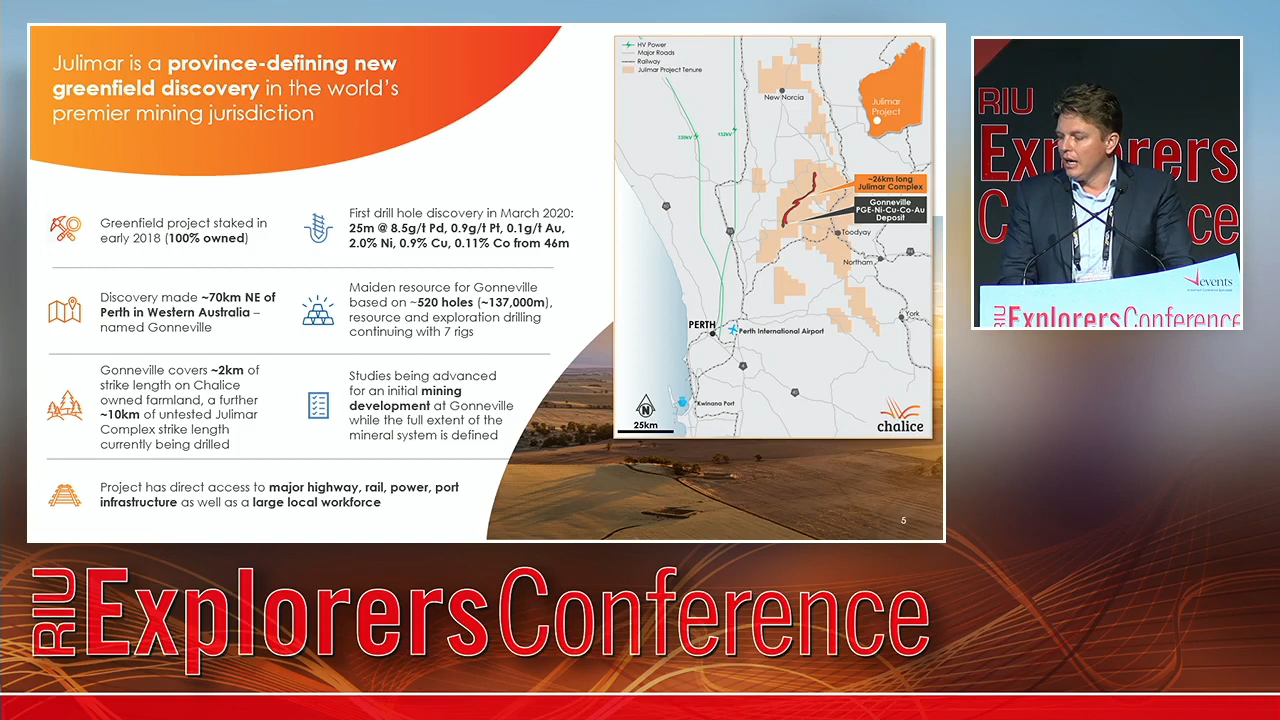 Julimar is a province-defining new
greenfield discovery in the world's
premier mining jurisdiction
Greenfield project staked in
early 2018 (100% owned)
First drill hole discovery in March 2020:
25m @ 8.5g/t Pd, 0.9g/t Pt, 0.1g/t Au,
2.0% Ni, 0.9% Cu, 0.11% Co from 46m
Discovery made ~70km NE of
Perth in Western Australia –
named Gonneville
Maiden resource for Gonneville
based on ~520 holes (~137,000m),
resource and exploration drilling
continuing with 7 rigs
Gonneville covers ~2km of
strike length on Chalice
owned farmland, a further
~10km of untested Julimar
Complex strike length
currently being drilled
Studies being advanced
for an initial mining
development at Gonneville
while the full extent of the
mineral system is defined
Project has direct access to major highway, rail, power, port
infrastructure as well as a large local workforce
HV Power
Major Roads
Railway
Julimar Project Tenure
New Norcia
Julimar
Project
330kV
132kV
~26km long
Julimar Complex
Gonneville
PGE-Ni-Cu-Co-Au
Deposit
Toodyay
Northam
York
PERTH
Perth International Airport
Kwinana Port
N
25km
chalice
5
RIU
Explorers
Conference
events
RIU
ExplorersConference
RIU ExplorersConference